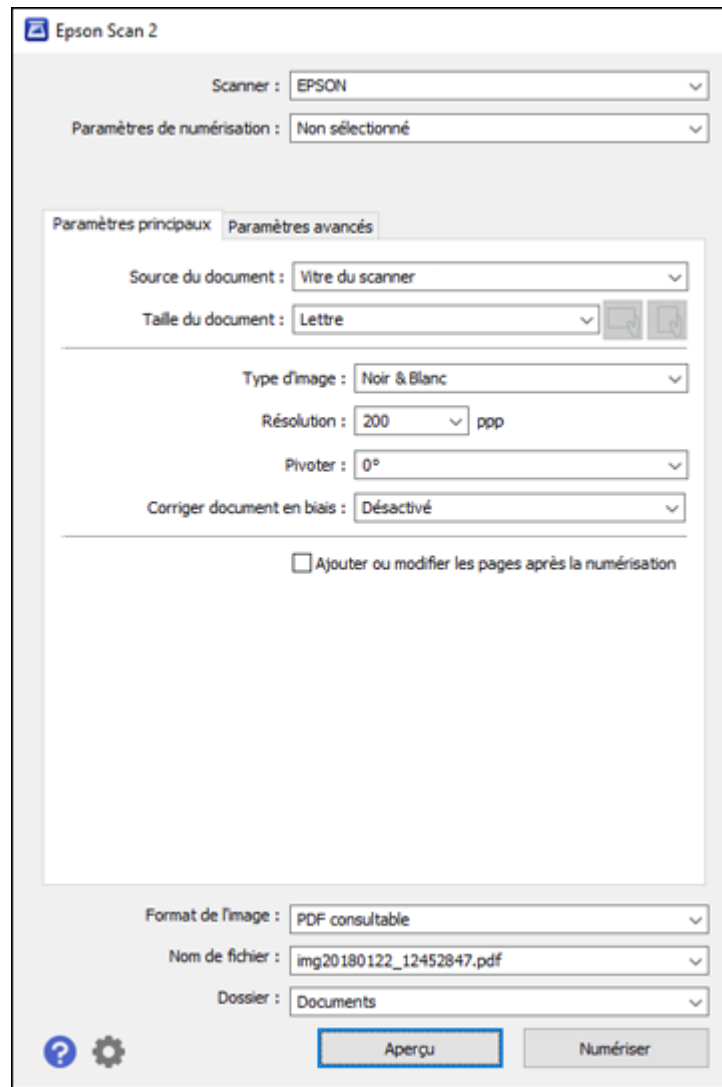 Epson Scan 2
Scanner : EPSON
Paramètres de numérisation : Non sélectionné
Paramètres principaux Paramètres avancés
Source du document : Vitre du scanner
Taille du document : Lettre
Type d'image : Noir & Blanc
Résolution : 200 ppp
Pivoter : 0°
Corriger document en biais : Désactivé
Ajouter ou modifier les pages après la numérisation
Format de l'image : PDF consultable
Nom de fichier : img20180122_12452847.pdf
Dossier : Documents
? Aperçu Numériser